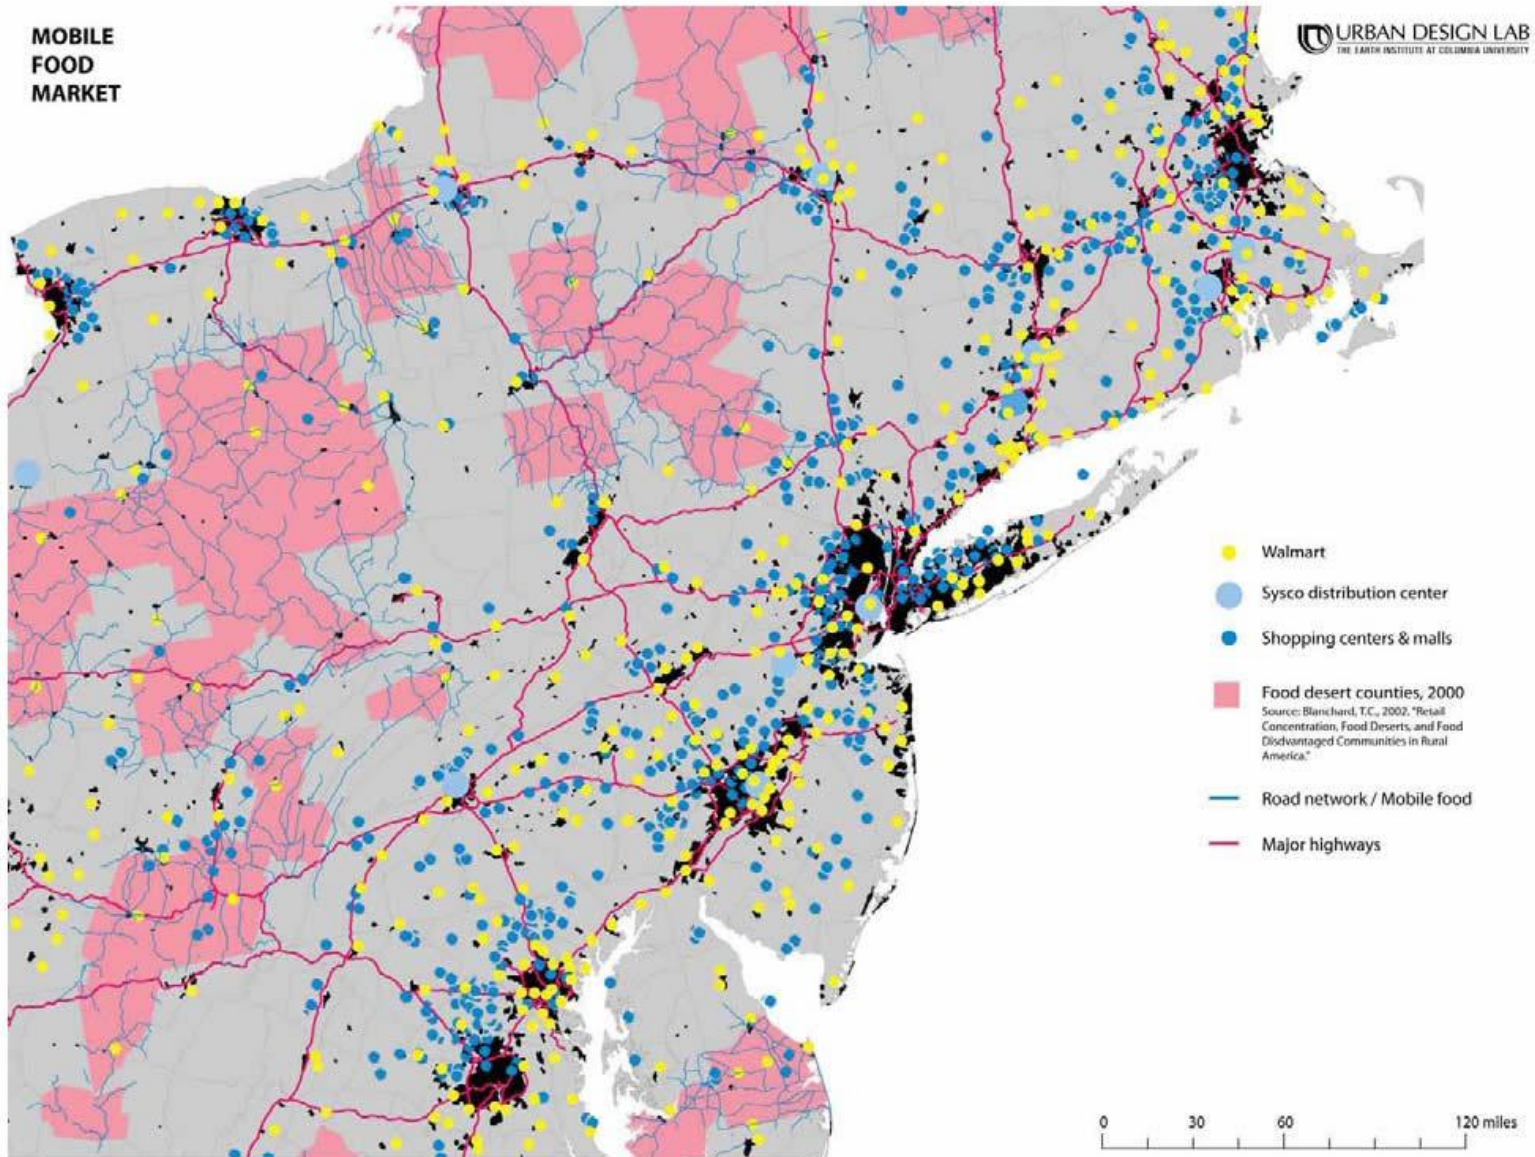 MOBILE
FOOD
MARKET
URBAN DESIGN LAB
THE EARTH INSTITUTE AT COLUMBIA UNIVERSITY
Walmart
Sysco distribution center
Shopping centers & malls
Food desert counties, 2000
Source: Blanchard, T.C., 2002, "Retail
Concentration, Food Deserts, and Food
Disdvantaged Communities in Rural
America."
Road network / Mobile food
Major highways
0 30 60 120 miles